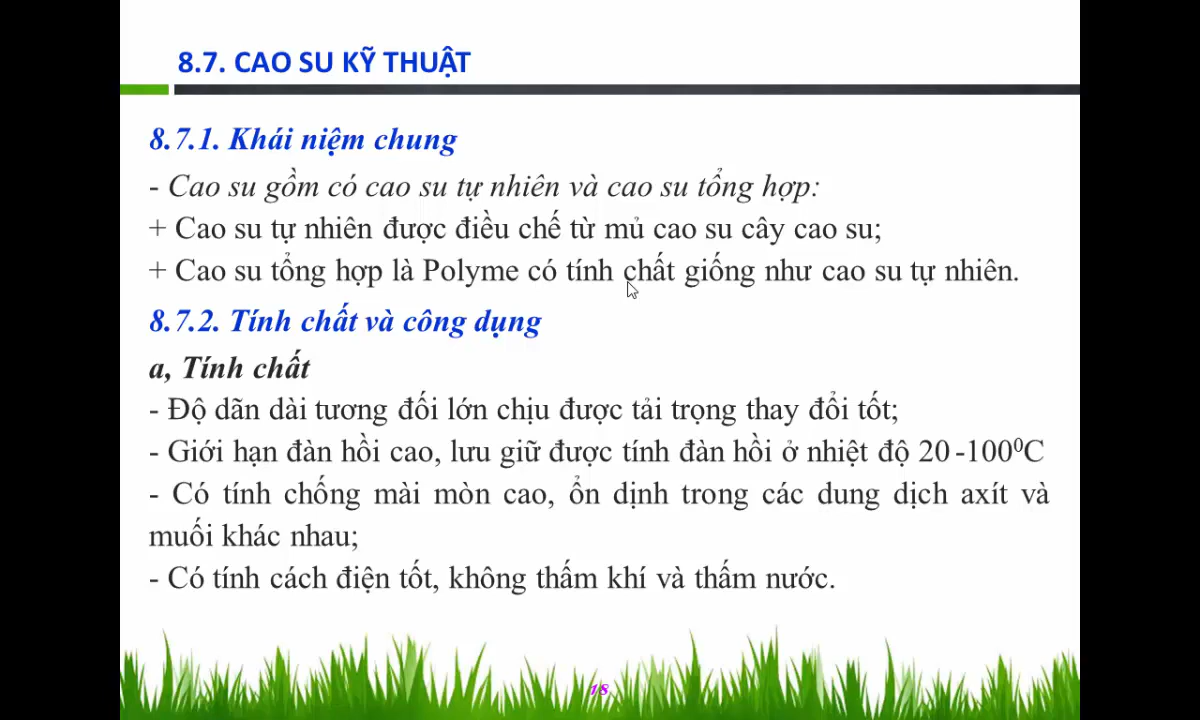 8.7. CAO SU KỸ THUẬT
8.7.1. Khái niệm chung
- Cao su gồm có cao su tự nhiên và cao su tổng hợp:
+ Cao su tự nhiên được điều chế từ mủ cao su cây cao su;
+ Cao su tổng hợp là Polyme có tính chất giống như cao su tự nhiên.
8.7.2. Tính chất và công dụng
a, Tính chất
- Độ dãn dài tương đối lớn chịu được tải trọng thay đổi tốt;
- Giới hạn đàn hồi cao, lưu giữ được tính đàn hồi ở nhiệt độ 20 -100⁰C
- Có tính chống mài mòn cao, ổn định trong các dung dịch axít và
muối khác nhau;
- Có tính cách điện tốt, không thấm khí và thấm nước.
18